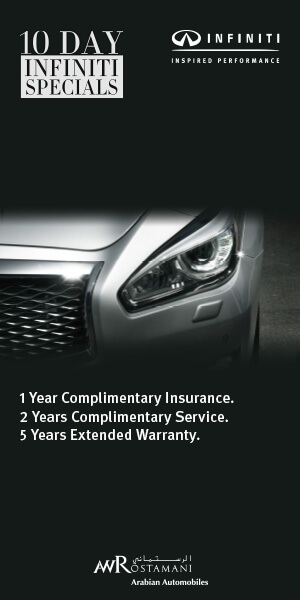 10 DAY
INFINITI
SPECIALS
INFINITI
INSPIRED PERFORMANCE
1 Year Complimentary Insurance.
2 Years Complimentary Service.
5 Years Extended Warranty.
الرستماني
AWROSTAMANI
Arabian Automobiles